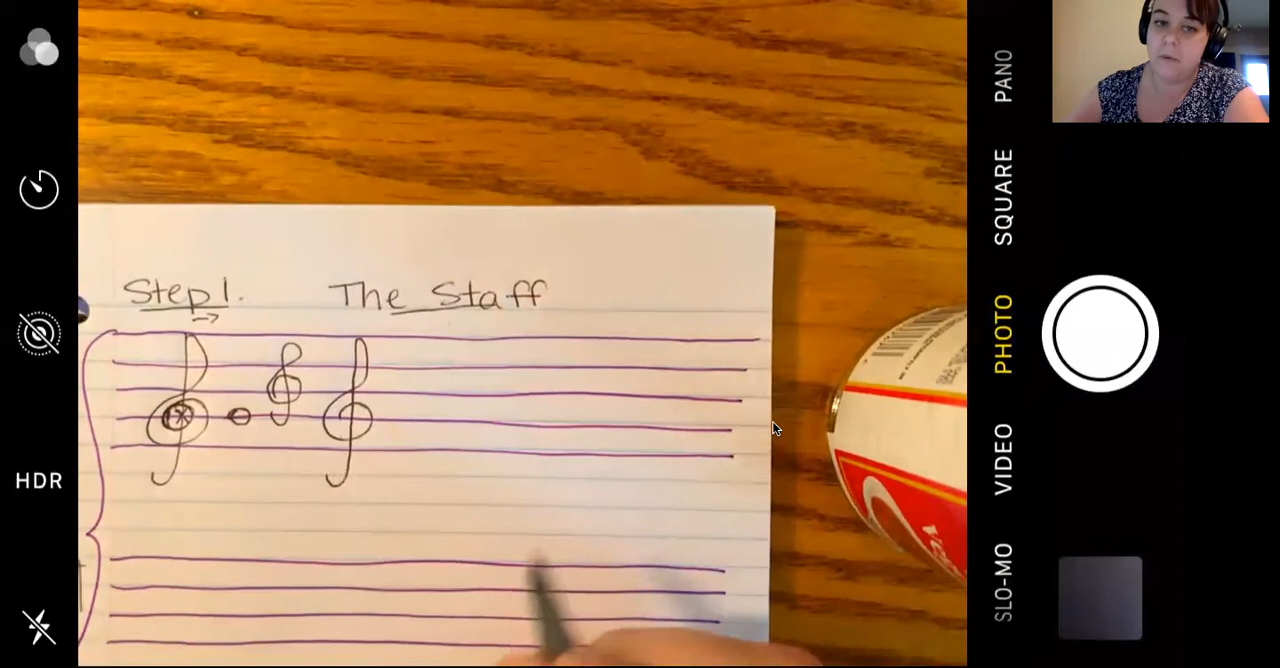 Step 1. The Staff
HDR
PANO
SQUARE
PHOTO
VIDEO
SLO-MO